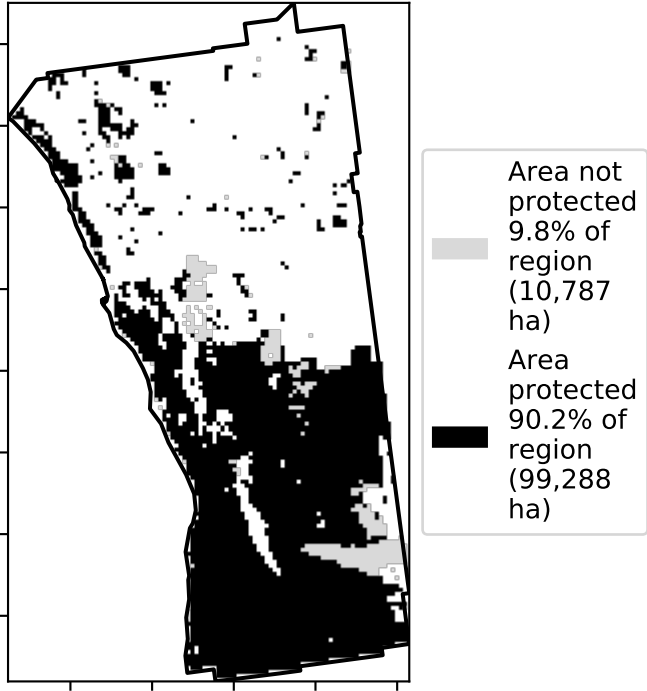 Area not
protected
9.8% of
region
(10,787
ha)
Area
protected
90.2% of
region
(99,288
ha)